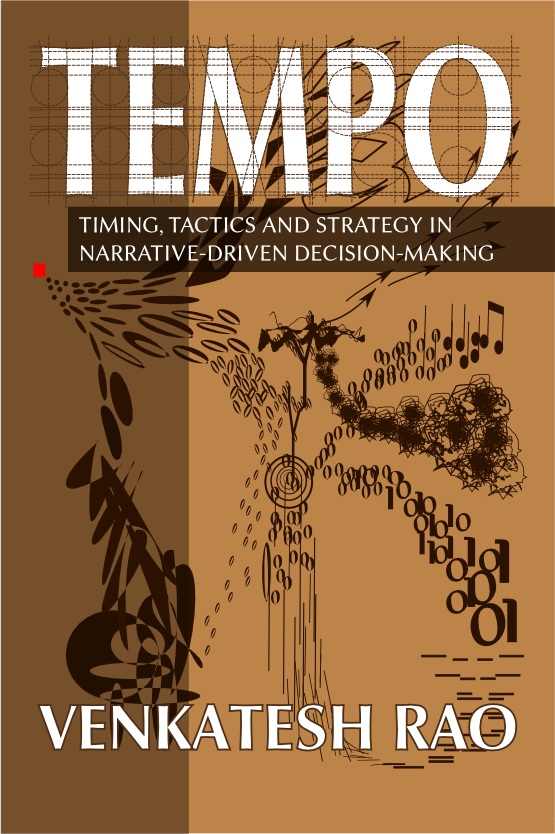 TEMPO
TIMING, TACTICS AND STRATEGY IN
NARRATIVE-DRIVEN DECISION-MAKING
VENKATESH RAO